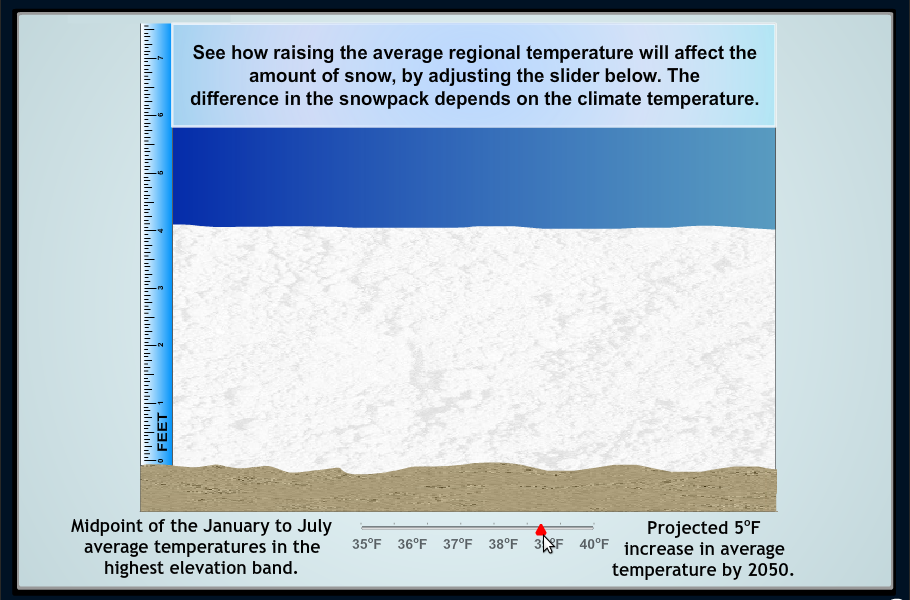 See how raising the average regional temperature will affect the
amount of snow, by adjusting the slider below. The
difference in the snowpack depends on the climate temperature.
7
6
5
4
3
2
1
0
FEET
Midpoint of the January to July
average temperatures in the
highest elevation band.
35ºF 36ºF 37ºF 38ºF 40ºF
Projected 5ºF
increase in average
temperature by 2050.